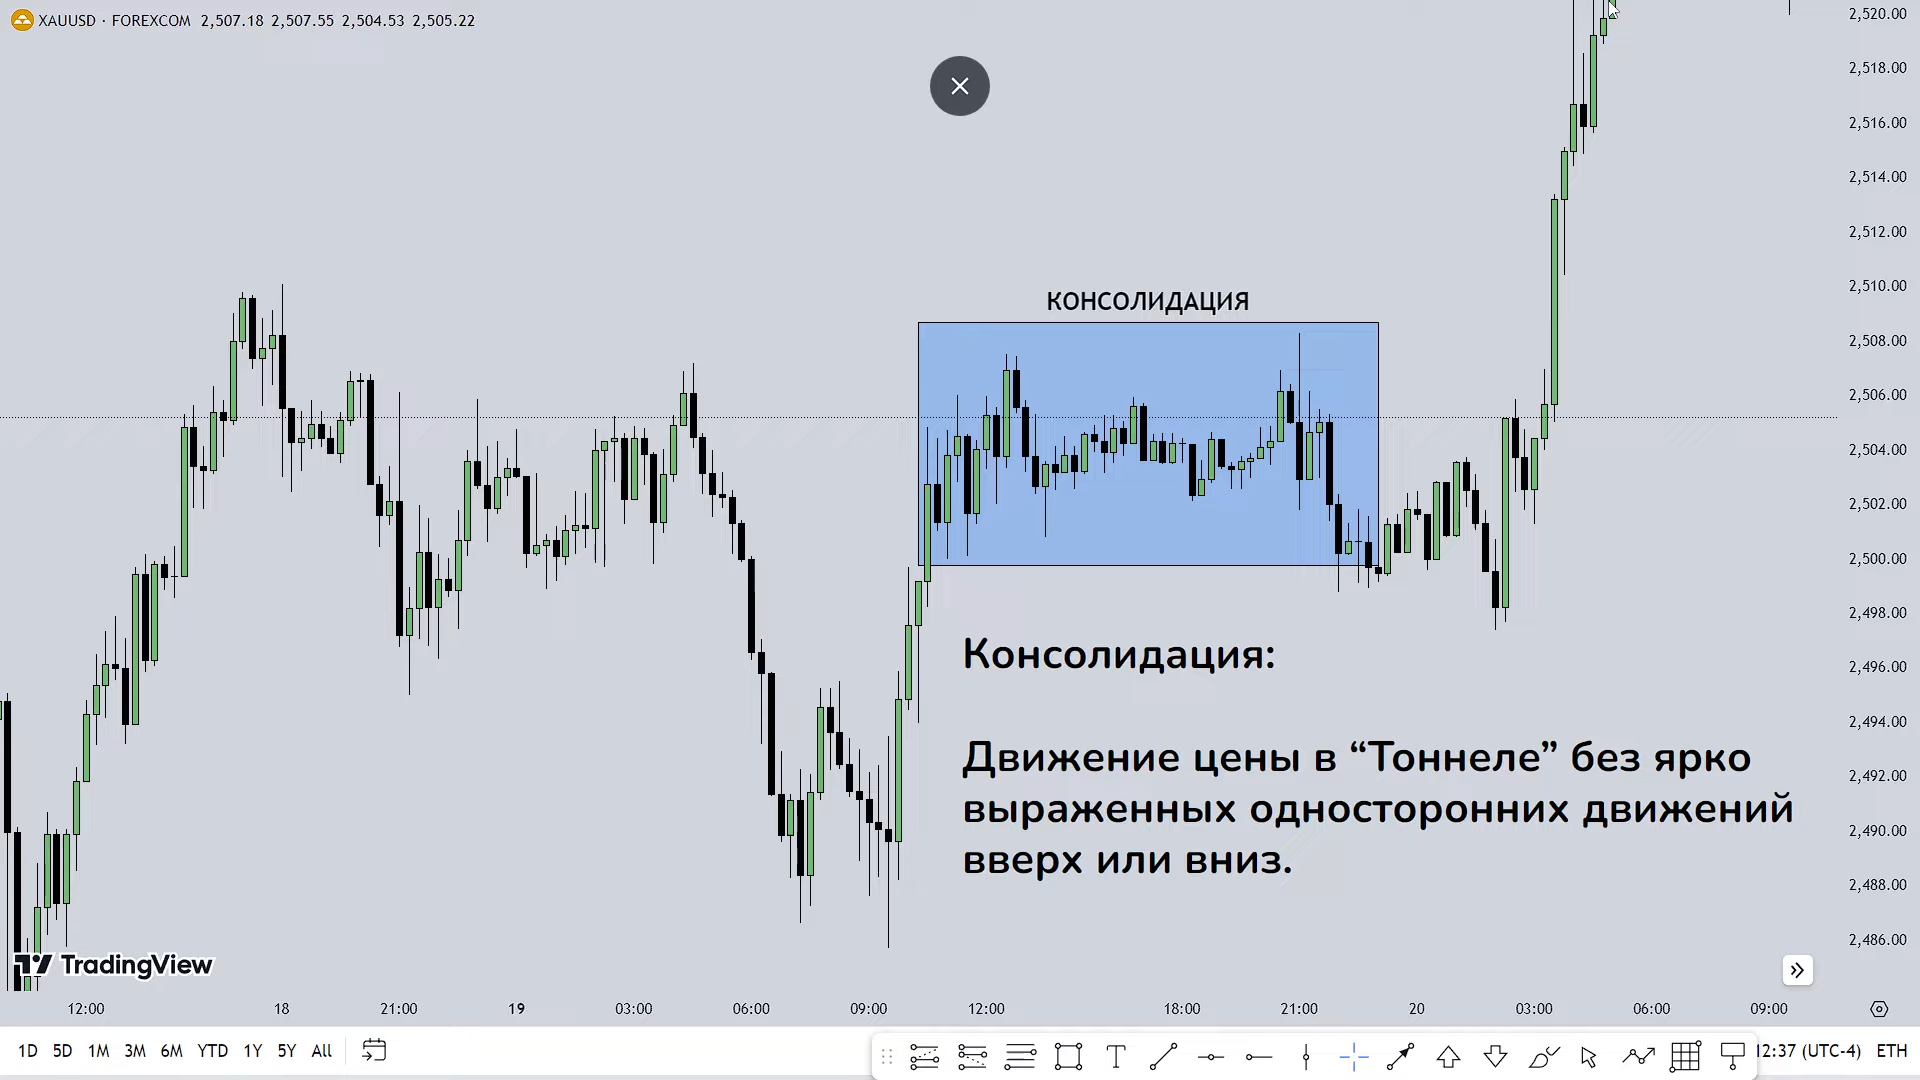 XAUUSD · FOREXCOM 2,507.18 2,507.55 2,504.53 2,505.22
2,520.00
2,518.00
2,516.00
2,514.00
2,512.00
2,510.00
2,508.00
2,506.00
2,504.00
2,502.00
2,500.00
2,498.00
2,496.00
2,494.00
2,492.00
2,490.00
2,488.00
2,486.00
КОНСОЛИДАЦИЯ
Консолидация:
Движение цены в “Тоннеле” без ярко
выраженных односторонних движений
вверх или вниз.
TradingView
12:00 18 21:00 19 03:00 06:00 09:00 12:00 18:00 21:00 20 03:00 06:00 09:00
1D 5D 1M 3M 6M YTD 1Y 5Y All
12:37 (UTC-4) ETH